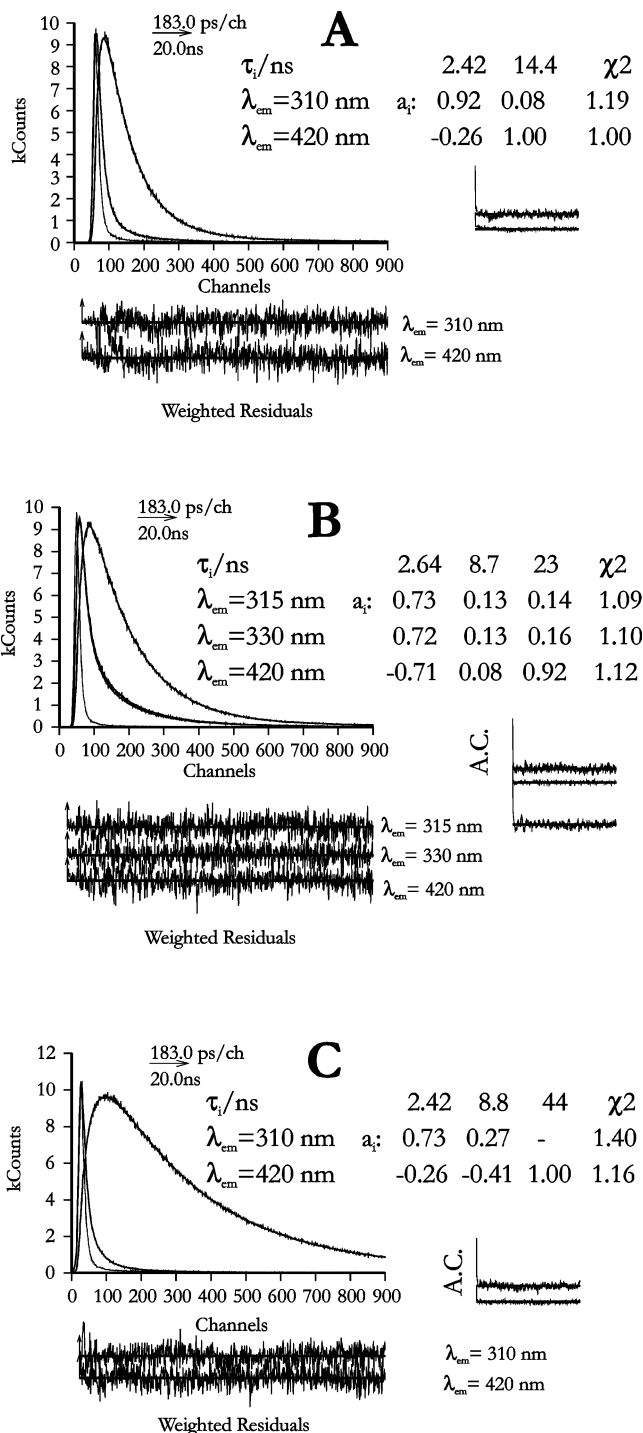 A
183.0 ps/ch
20.0ns
τi/ns 2.42 14.4 χ2
λem=310 nm ai: 0.92 0.08 1.19
λem=420 nm -0.26 1.00 1.00
kCounts
10
9
8
7
6
5
4
3
2
1
0
0 100 200 300 400 500 600 700 800 900
Channels
λem= 310 nm
λem= 420 nm
Weighted Residuals
B
183.0 ps/ch
20.0ns
τi/ns 2.64 8.7 23 χ2
λem=315 nm ai: 0.73 0.13 0.14 1.09
λem=330 nm 0.72 0.13 0.16 1.10
λem=420 nm -0.71 0.08 0.92 1.12
kCounts
10
9
8
7
6
5
4
3
2
1
0
0 100 200 300 400 500 600 700 800 900
Channels
A.C.
λem= 315 nm
λem= 330 nm
λem= 420 nm
Weighted Residuals
C
183.0 ps/ch
20.0ns
τi/ns 2.42 8.8 44 χ2
λem=310 nm ai: 0.73 0.27 - 1.40
λem=420 nm -0.26 -0.41 1.00 1.16
kCounts
12
10
8
6
4
2
0
0 100 200 300 400 500 600 700 800 900
Channels
A.C.
λem= 310 nm
λem= 420 nm
Weighted Residuals